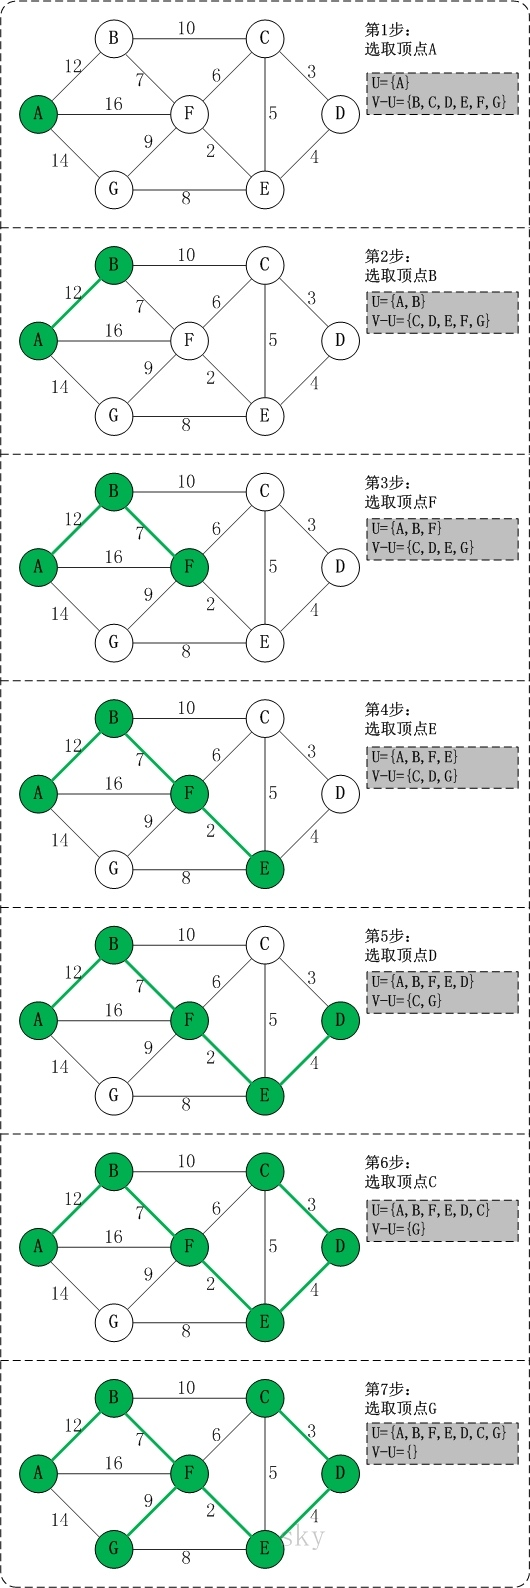 B 10 C
12 7 6 3
A 16 F 5 D
14 9 2 4
G 8 E
第1步:
选取顶点A
U={A}
V-U={B,C,D,E,F,G}
B 10 C
12 7 6 3
A 16 F 5 D
14 9 2 4
G 8 E
第2步:
选取顶点B
U={A,B}
V-U={C,D,E,F,G}
B 10 C
12 7 6 3
A 16 F 5 D
14 9 2 4
G 8 E
第3步:
选取顶点F
U={A,B,F}
V-U={C,D,E,G}
B 10 C
12 7 6 3
A 16 F 5 D
14 9 2 4
G 8 E
第4步:
选取顶点E
U={A,B,F,E}
V-U={C,D,G}
B 10 C
12 7 6 3
A 16 F 5 D
14 9 2 4
G 8 E
第5步:
选取顶点D
U={A,B,F,E,D}
V-U={C,G}
B 10 C
12 7 6 3
A 16 F 5 D
14 9 2 4
G 8 E
第6步:
选取顶点C
U={A,B,F,E,D,C}
V-U={G}
B 10 C
12 7 6 3
A 16 F 5 D
14 9 2 4
G 8 E
第7步:
选取顶点G
U={A,B,F,E,D,C,G}
V-U={}
sky